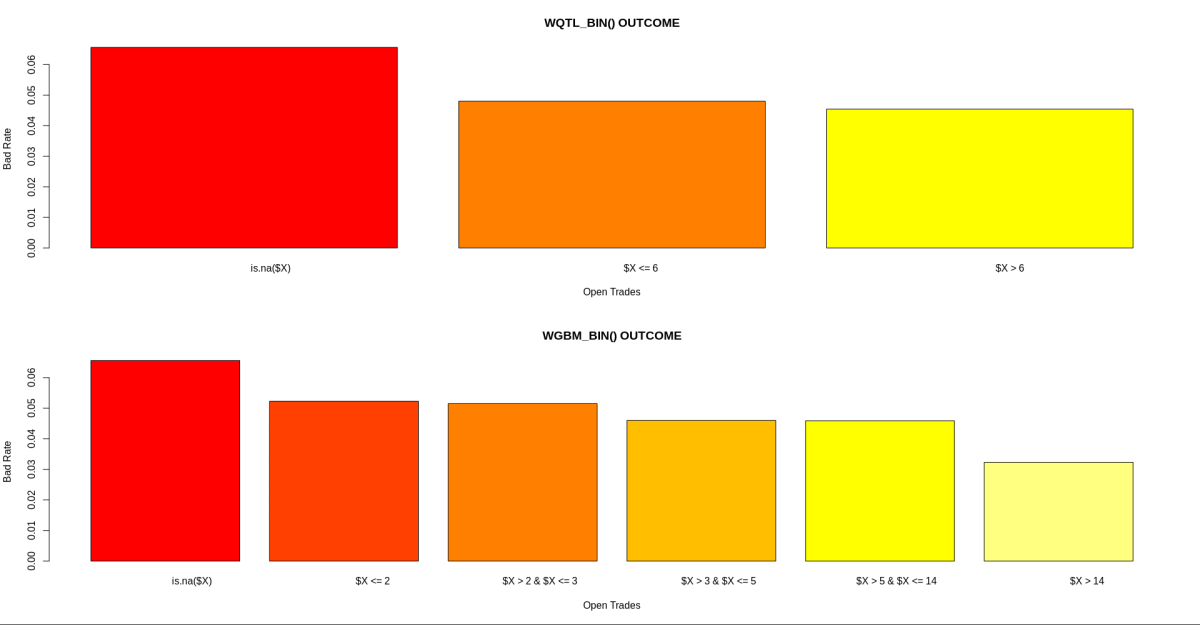 WQTL_BIN() OUTCOME
Bad Rate
0.06
0.05
0.04
0.03
0.02
0.01
0.00
is.na($X) $X <= 6 $X > 6
Open Trades
WGBM_BIN() OUTCOME
Bad Rate
0.06
0.05
0.04
0.03
0.02
0.01
0.00
is.na($X) $X <= 2 $X > 2 & $X <= 3 $X > 3 & $X <= 5 $X > 5 & $X <= 14 $X > 14
Open Trades